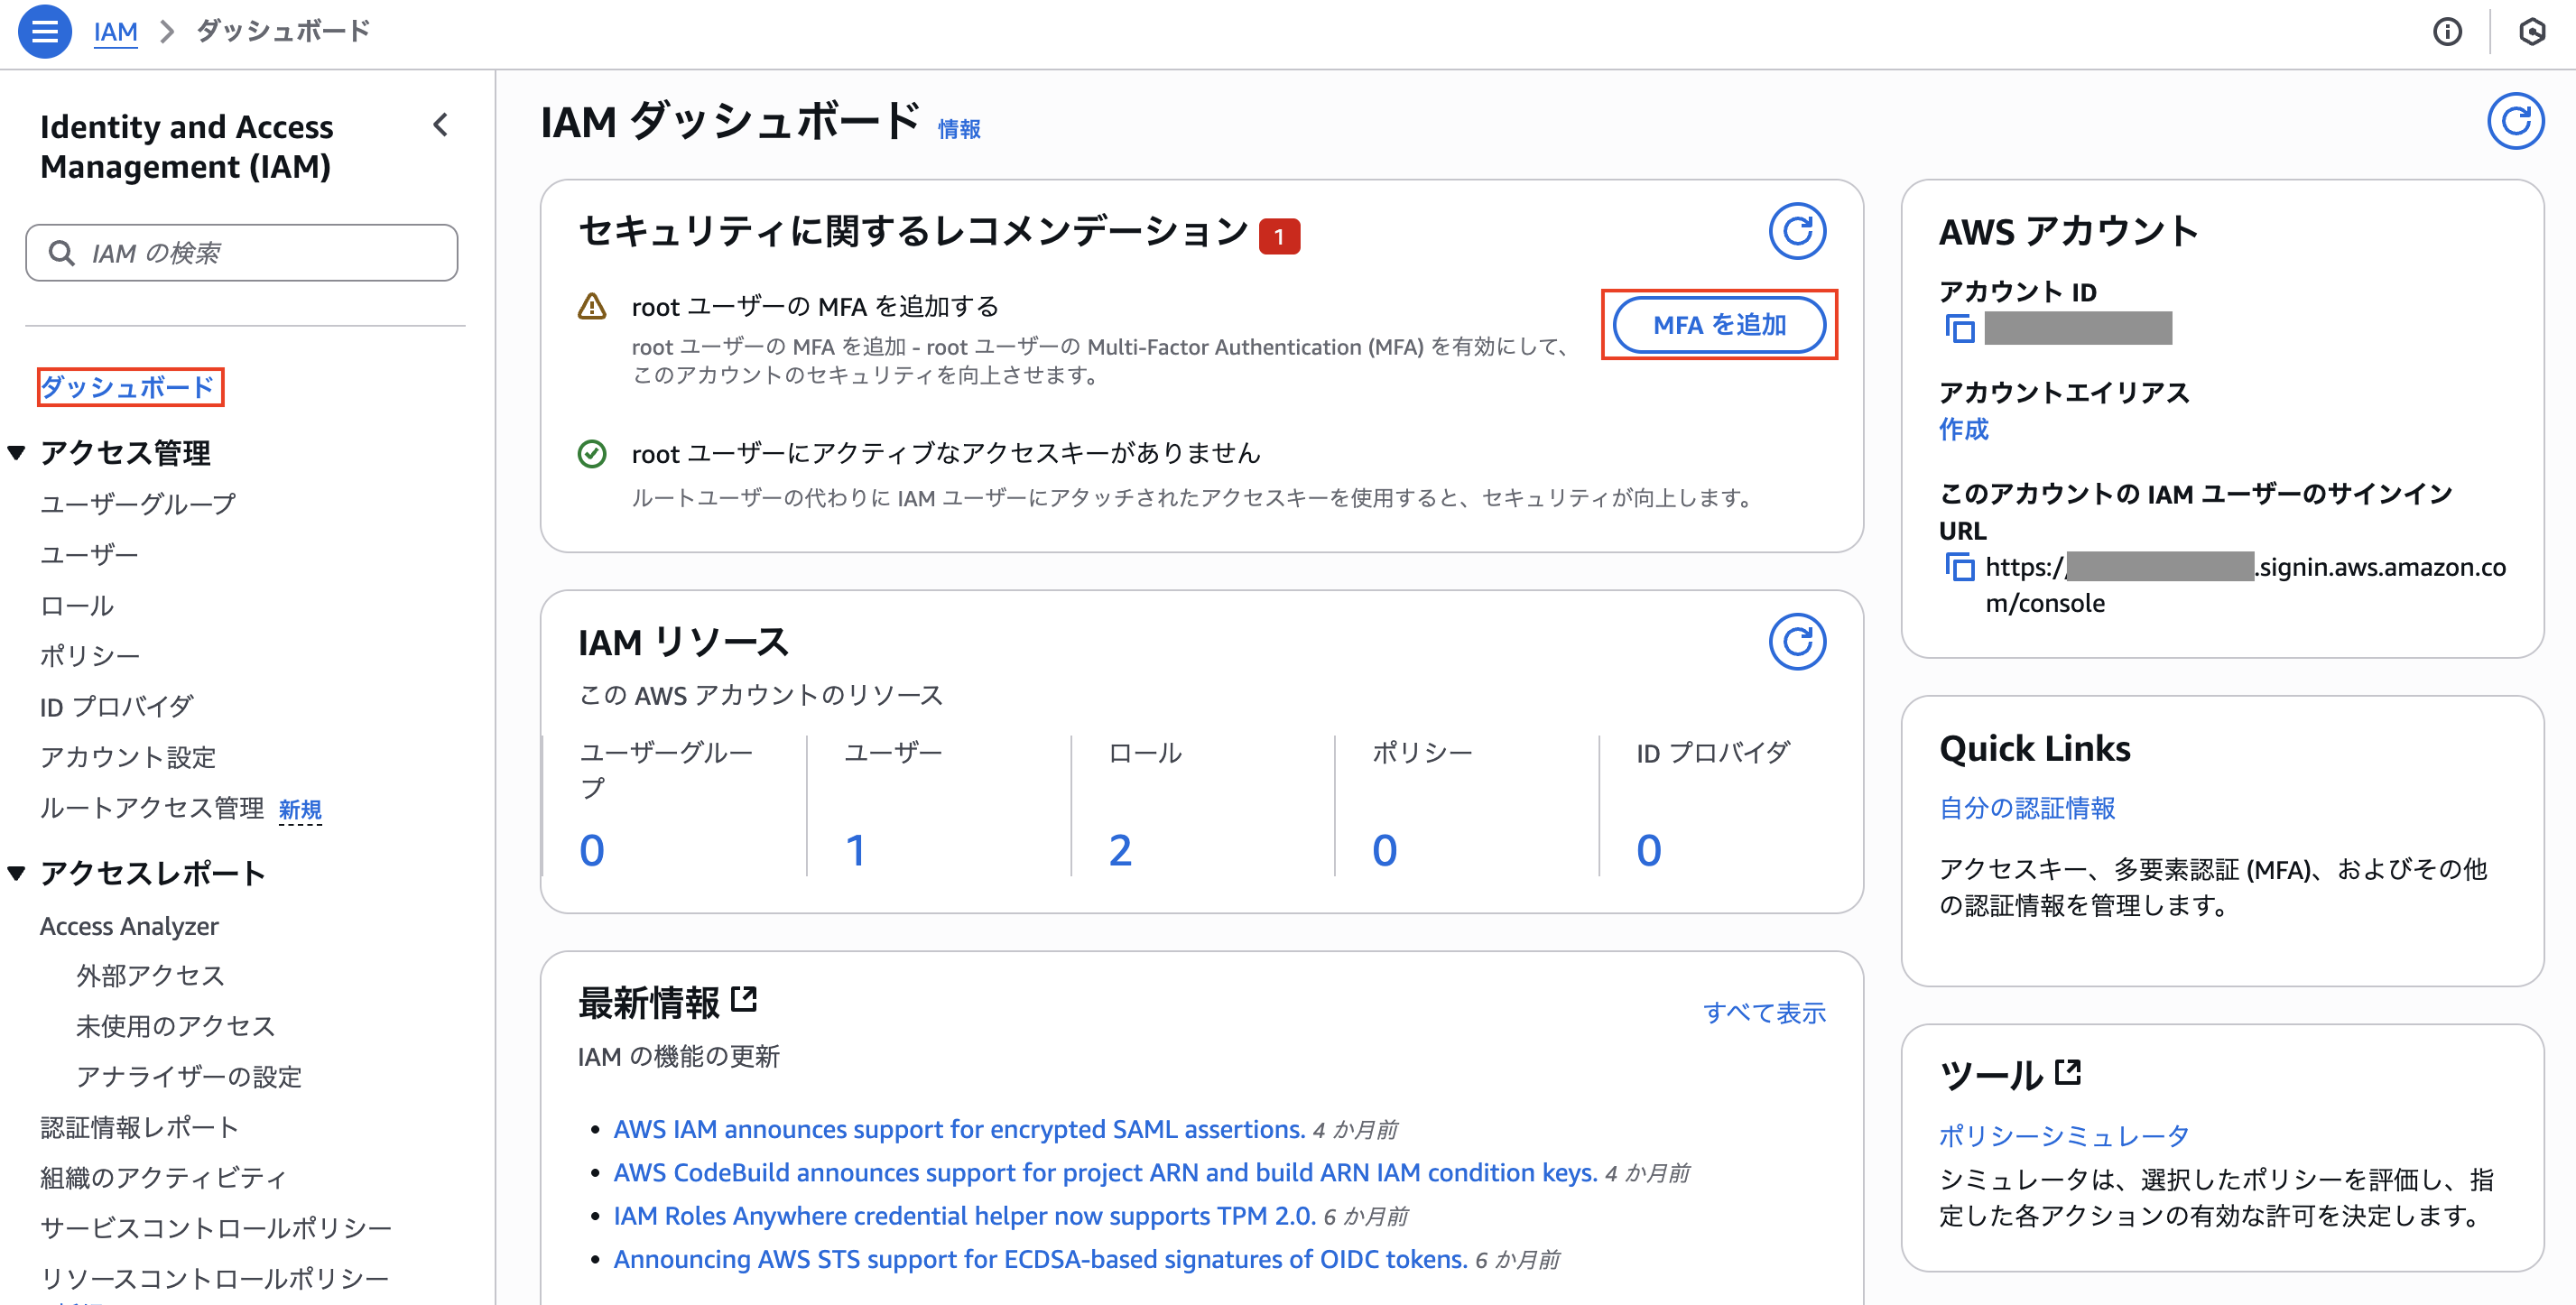 IAM > ダッシュボード
Identity and Access
Management (IAM)
IAM の検索
ダッシュボード
アクセス管理
ユーザーグループ
ユーザー
ロール
ポリシー
ID プロバイダ
アカウント設定
ルートアクセス管理 新規
アクセスレポート
Access Analyzer
外部アクセス
未使用のアクセス
アナライザーの設定
認証情報レポート
組織のアクティビティ
サービスコントロールポリシー
リソースコントロールポリシー
IAM ダッシュボード 情報
セキュリティに関するレコメンデーション 1
root ユーザーの MFA を追加する
root ユーザーの MFA を追加 - root ユーザーの Multi-Factor Authentication (MFA) を有効にして、
このアカウントのセキュリティを向上させます。
MFA を追加
root ユーザーにアクティブなアクセスキーがありません
ルートユーザーの代わりに IAM ユーザーにアタッチされたアクセスキーを使用すると、セキュリティが向上します。
IAM リソース
この AWS アカウントのリソース
ユーザーグルー
プ
0
ユーザー
1
ロール
2
ポリシー
0
ID プロバイダ
0
最新情報
すべて表示
IAM の機能の更新
AWS IAM announces support for encrypted SAML assertions. 4 か月前
AWS CodeBuild announces support for project ARN and build ARN IAM condition keys. 4 か月前
IAM Roles Anywhere credential helper now supports TPM 2.0. 6 か月前
Announcing AWS STS support for ECDSA-based signatures of OIDC tokens. 6 か月前
AWS アカウント
アカウント ID
アカウントエイリアス
作成
このアカウントの IAM ユーザーのサインイン
URL
https:// .signin.aws.amazon.co
m/console
Quick Links
自分の認証情報
アクセスキー、多要素認証 (MFA)、およびその他
の認証情報を管理します。
ツール
ポリシーシミュレータ
シミュレータは、選択したポリシーを評価し、指
定した各アクションの有効な許可を決定します。